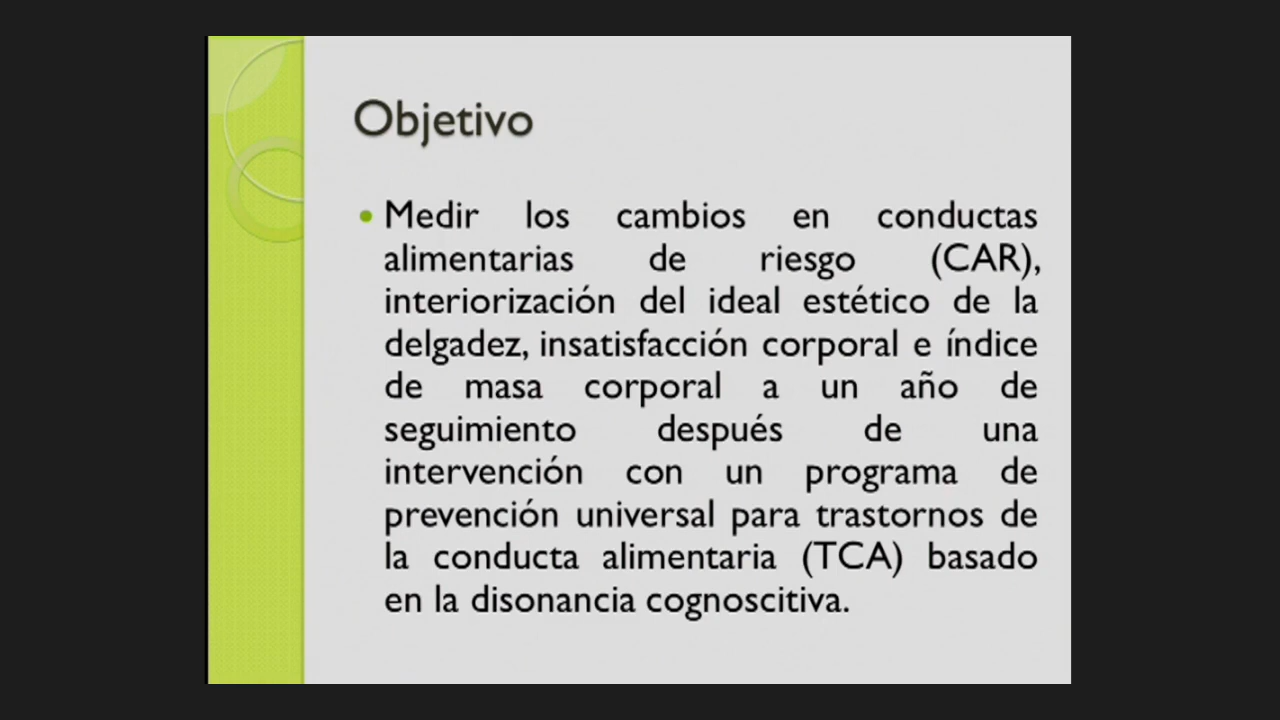 Objetivo
Medir los cambios en conductas
alimentarias de riesgo (CAR),
interiorización del ideal estético de la
delgadez, insatisfacción corporal e índice
de masa corporal a un año de
seguimiento después de una
intervención con un programa de
prevención universal para trastornos de
la conducta alimentaria (TCA) basado
en la disonancia cognoscitiva.